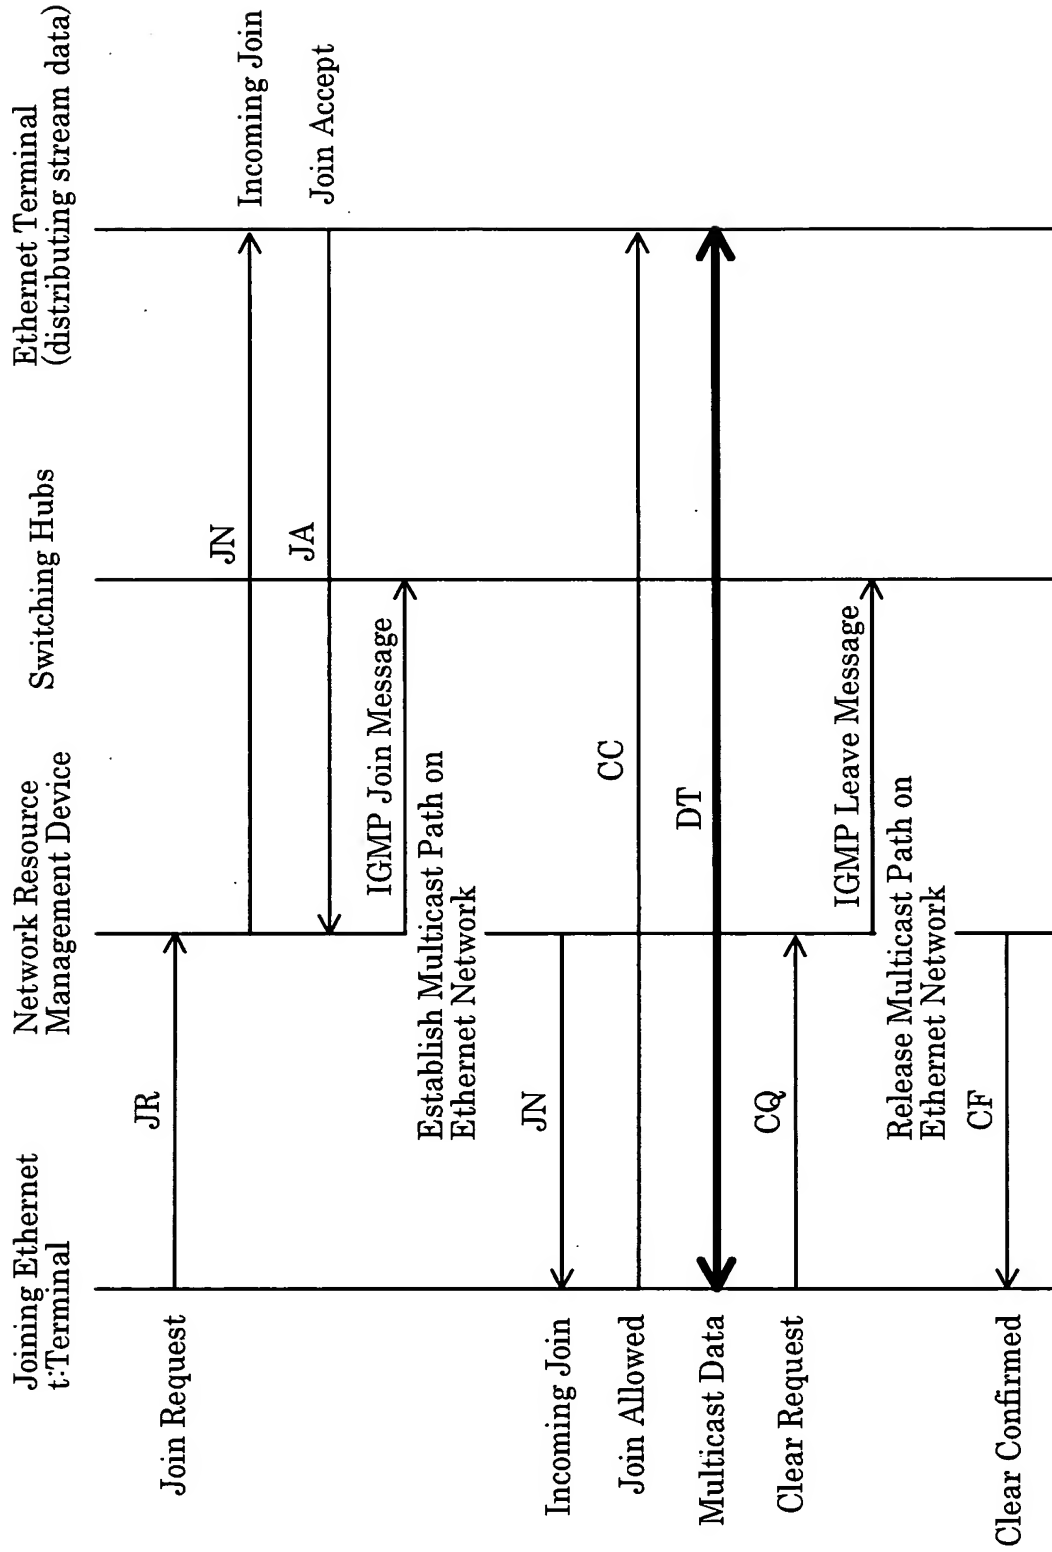 Joining Ethernet
t:Terminal
Network Resource
Management Device
Switching Hubs
Ethernet Terminal
(distributing stream data)
Join Request
JR
JN
Incoming Join
JA
Join Accept
IGMP Join Message
Establish Multicast Path on
Ethernet Network
Incoming Join
JN
Join Allowed
CC
Multicast Data
DT
Clear Request
CQ
IGMP Leave Message
Release Multicast Path on
Ethernet Network
Clear Confirmed
CF